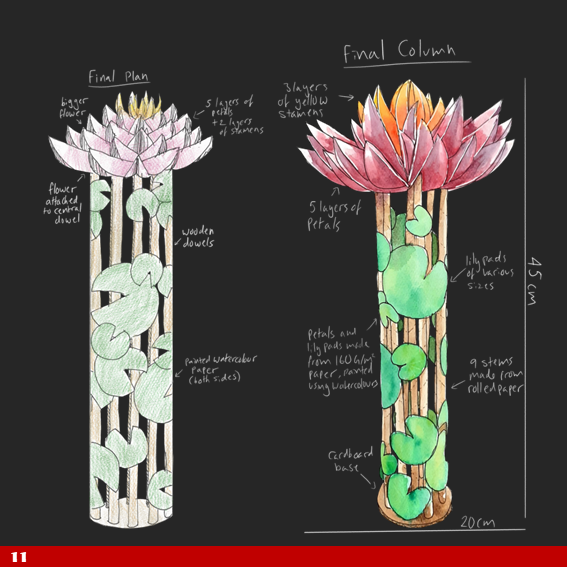 Final Plan
bigger
flower
5 layers of
petals
+2 layers
of stamens
flower
attached
to central
dowel
wooden
dowels
painted watercolour
paper
(both sides)
Final Column
3 layers
of yellow
stamens
5 layers of
Petals
lily pads
of various
sizes
45 cm
Petals and
lily pads made
from 160G/m²
paper, painted
using watercolours
9 stems
made from
rolled paper
Cardboard
base
20cm
11